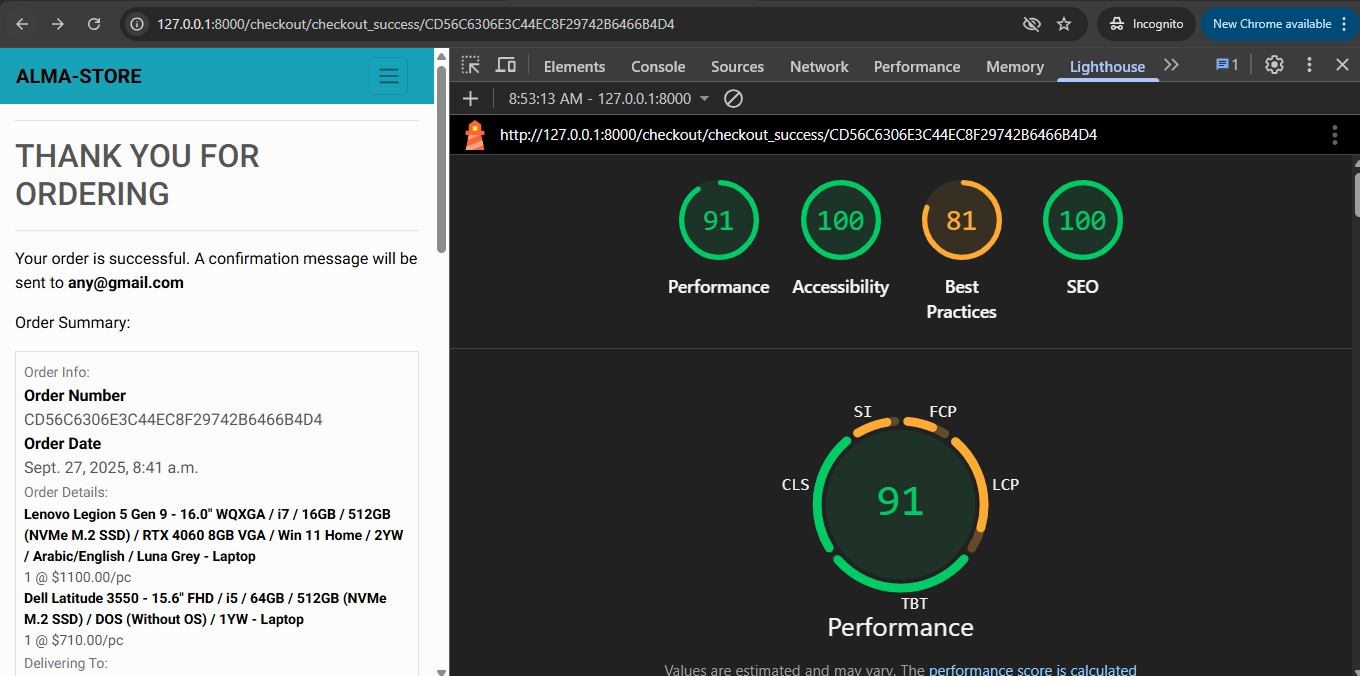 127.0.0.1:8000/checkout/checkout_success/CD56C6306E3C44EC8F29742B6466B4D4
Incognito
New Chrome available
ALMA-STORE
THANK YOU FOR
ORDERING
Your order is successful. A confirmation message will be
sent to any@gmail.com
Order Summary:
Order Info:
Order Number
CD56C6306E3C44EC8F29742B6466B4D4
Order Date
Sept. 27, 2025, 8:41 a.m.
Order Details:
Lenovo Legion 5 Gen 9 - 16.0" WQXGA / i7 / 16GB / 512GB
(NVMe M.2 SSD) / RTX 4060 8GB VGA / Win 11 Home / 2YW
/ Arabic/English / Luna Grey - Laptop
1 @ $1100.00/pc
Dell Latitude 3550 - 15.6" FHD / i5 / 64GB / 512GB (NVMe
M.2 SSD) / DOS (Without OS) / 1YW - Laptop
1 @ $710.00/pc
Delivering To:
Elements Console Sources Network Performance Memory Lighthouse 1
8:53:13 AM - 127.0.0.1:8000
http://127.0.0.1:8000/checkout/checkout_success/CD56C6306E3C44EC8F29742B6466B4D4
91 100 81 100
Performance Accessibility Best SEO
Practices
SI FCP
CLS LCP
91
TBT
Performance
Values are estimated and may vary. The performance score is calculated